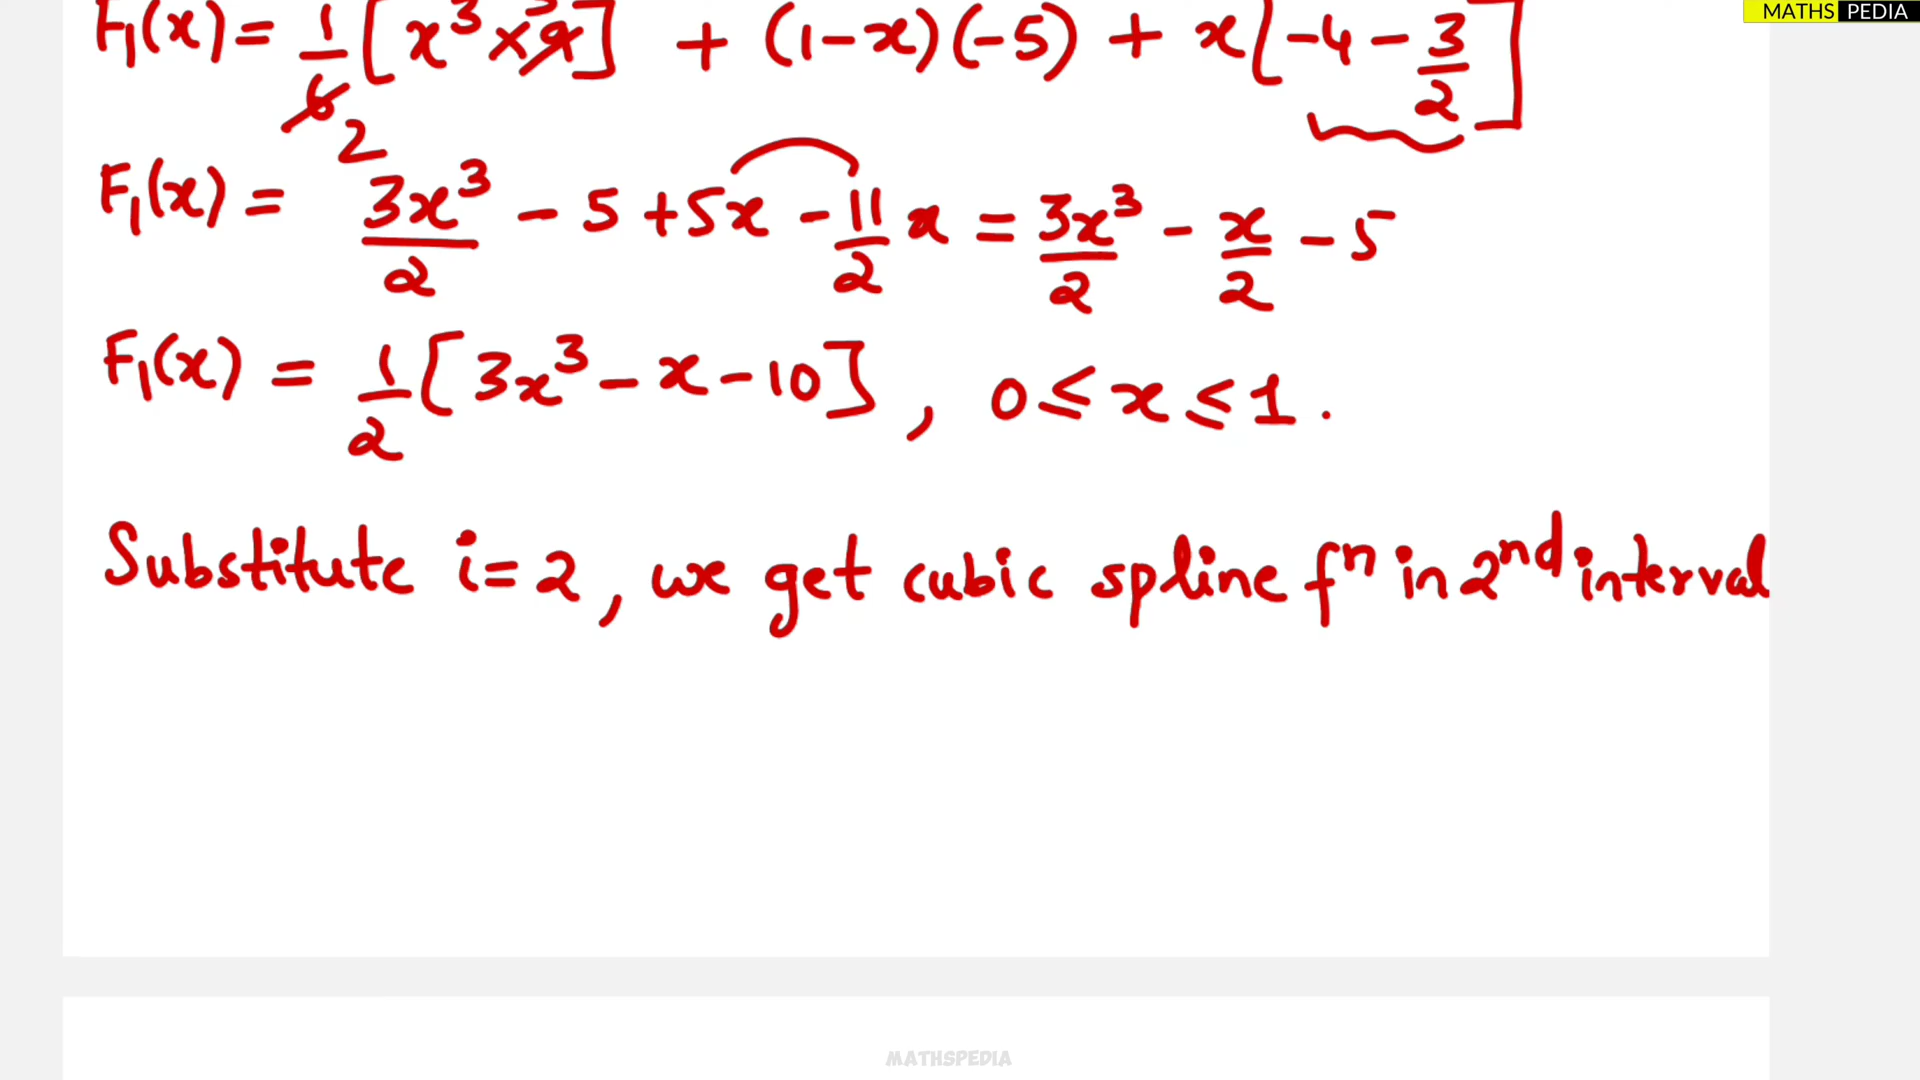 MATHS PEDIA
F₁(x) = 1/6̶ 2 [x³ × 9̶ 3] + (1-x)(-5) + x[-4 - 3/2]
F₁(x) = 3x³/2 - 5 + 5x - 11/2 x = 3x³/2 - x/2 - 5
F₁(x) = 1/2 [3x³ - x - 10] , 0 ≤ x ≤ 1.
Substitute i=2, we get cubic spline fⁿ in 2ⁿᵈ interval
MATHSPEDIA